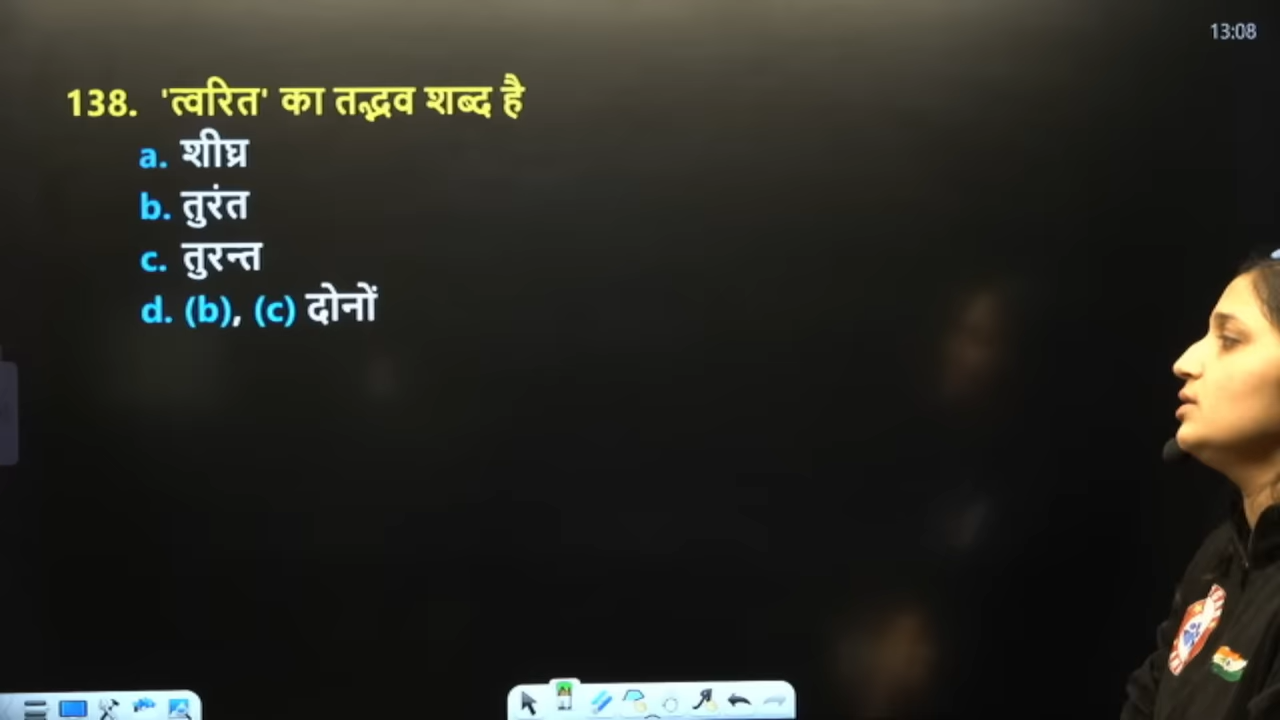 13:08
138. 'त्वरित' का तद्भव शब्द है
a. शीघ्र
b. तुरंत
c. तुरन्त
d. (b), (c) दोनों